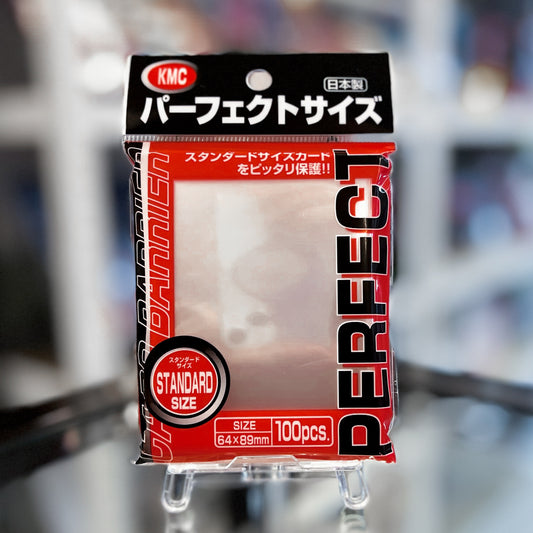 KMC
日本製
パーフェクトサイズ
スタンダードサイズカード
をピッタリ保護!!
CARD BARRIER
PERFECT
スタンダード
サイズ
STANDARD
SIZE
SIZE
64×89mm
100pcs.